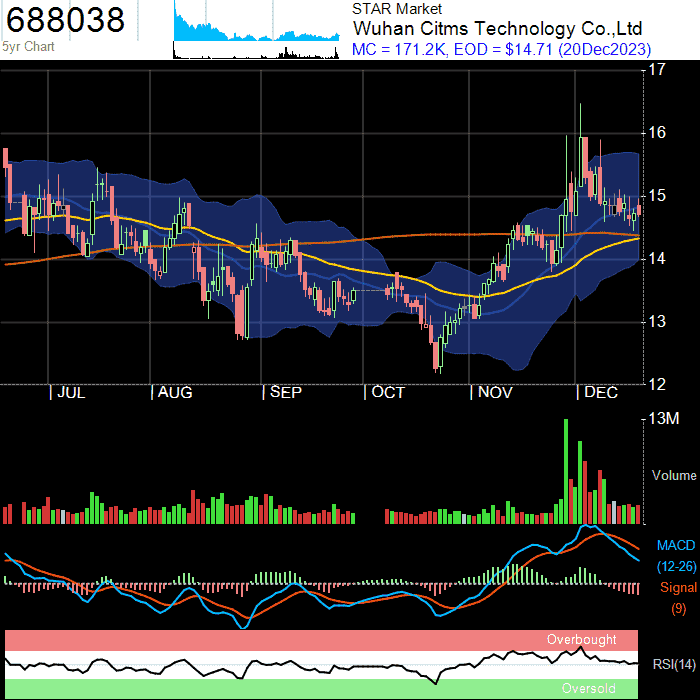 688038
5yr Chart
STAR Market
Wuhan Citms Technology Co.,Ltd
MC = 171.2K, EOD = $14.71 (20Dec2023)
17
16
15
14
13
12
| JUL | AUG | SEP | OCT | NOV | DEC
13M
Volume
MACD
(12-26)
Signal
(9)
Overbought
RSI(14)
Oversold